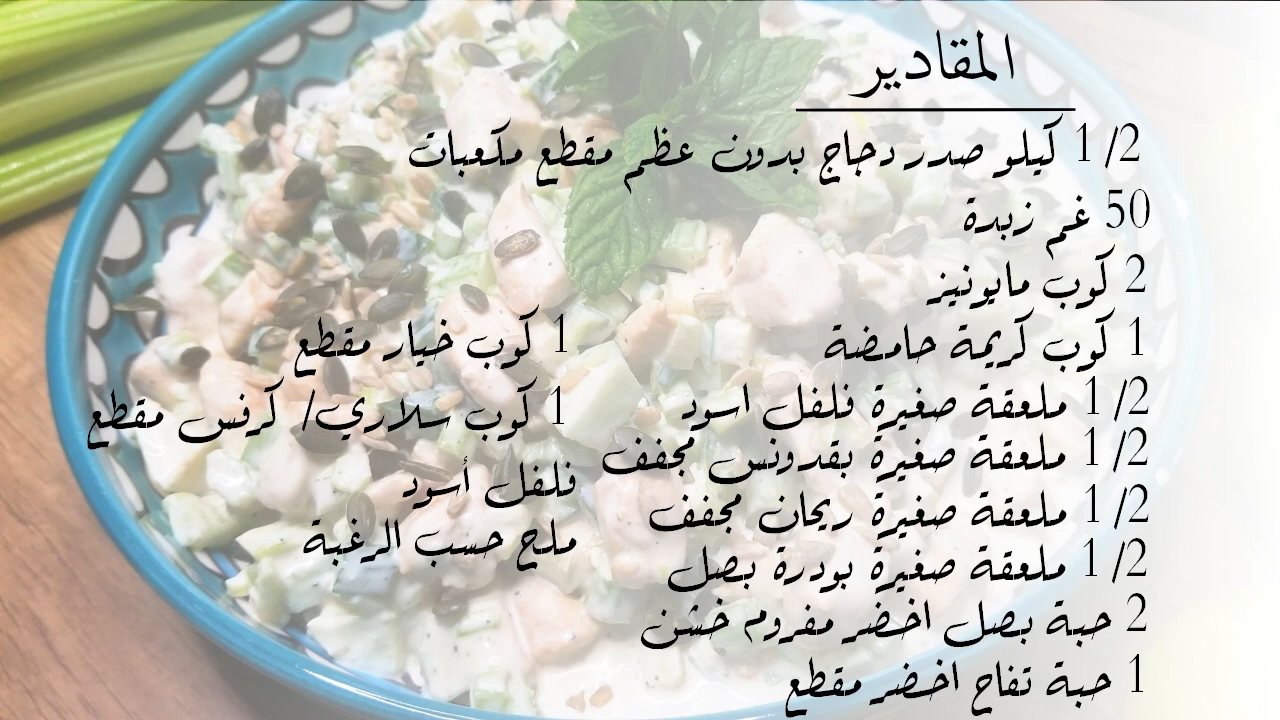 المقادير
1/2 كيلو صدر دجاج بدون عظم مقطع مكعبات
50 غم زبدة
2 كوب مايونيز
1 كوب كريمة حامضة
1/2 ملعقة صغيرة فلفل اسود
1/2 ملعقة صغيرة بقدونس مجفف
1/2 ملعقة صغيرة ريحان مجفف
1/2 ملعقة صغيرة بودرة بصل
2 حبة بصل اخضر مفروم خشن
1 حبة تفاح اخضر مقطع
1 كوب خيار مقطع
1 كوب سلاري/ كرفس مقطع
فلفل أسود
ملح حسب الرغبة